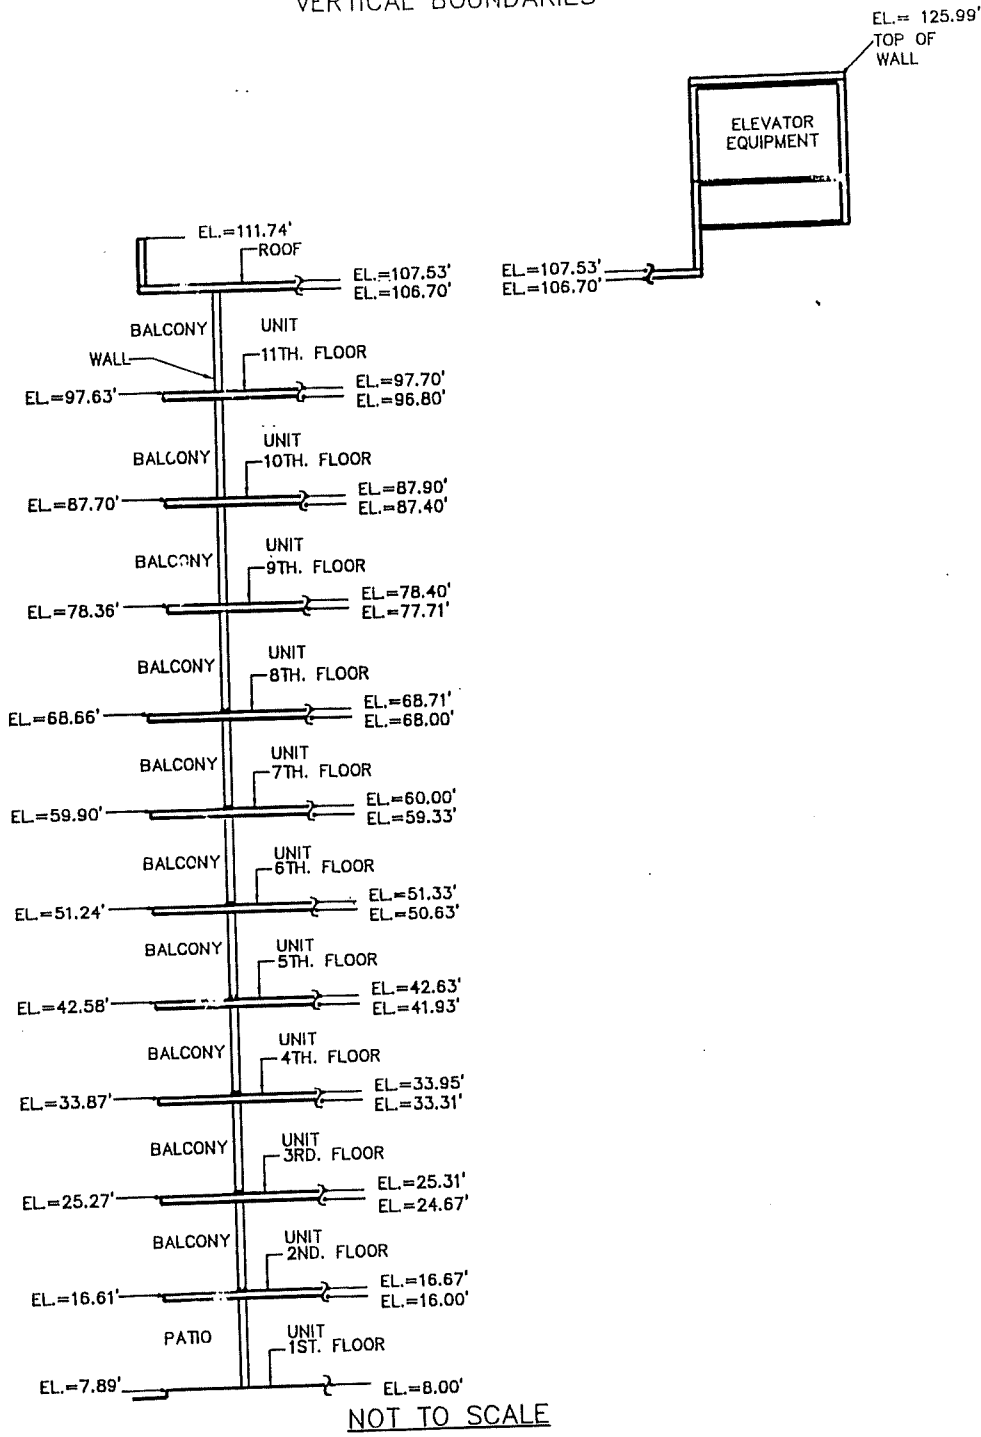 VERTICAL BOUNDARIES
EL.= 125.99'
TOP OF
WALL
ELEVATOR
EQUIPMENT
EL.=111.74'
ROOF
EL.=107.53'
EL.=106.70'
EL.=107.53'
EL.=106.70'
BALCONY
UNIT
WALL
11TH. FLOOR
EL.=97.63'
EL.=97.70'
EL.=96.80'
BALCONY
UNIT
10TH. FLOOR
EL.=87.70'
EL.=87.90'
EL.=87.40'
BALCONY
UNIT
9TH. FLOOR
EL.=78.36'
EL.=78.40'
EL.=77.71'
BALCONY
UNIT
8TH. FLOOR
EL.=68.66'
EL.=68.71'
EL.=68.00'
BALCONY
UNIT
7TH. FLOOR
EL.=59.90'
EL.=60.00'
EL.=59.33'
BALCONY
UNIT
6TH. FLOOR
EL.=51.24'
EL.=51.33'
EL.=50.63'
BALCONY
UNIT
5TH. FLOOR
EL.=42.58'
EL.=42.63'
EL.=41.93'
BALCONY
UNIT
4TH. FLOOR
EL.=33.87'
EL.=33.95'
EL.=33.31'
BALCONY
UNIT
3RD. FLOOR
EL.=25.27'
EL.=25.31'
EL.=24.67'
BALCONY
UNIT
2ND. FLOOR
EL.=16.61'
EL.=16.67'
EL.=16.00'
PATIO
UNIT
1ST. FLOOR
EL.=7.89'
EL.=8.00'
NOT TO SCALE